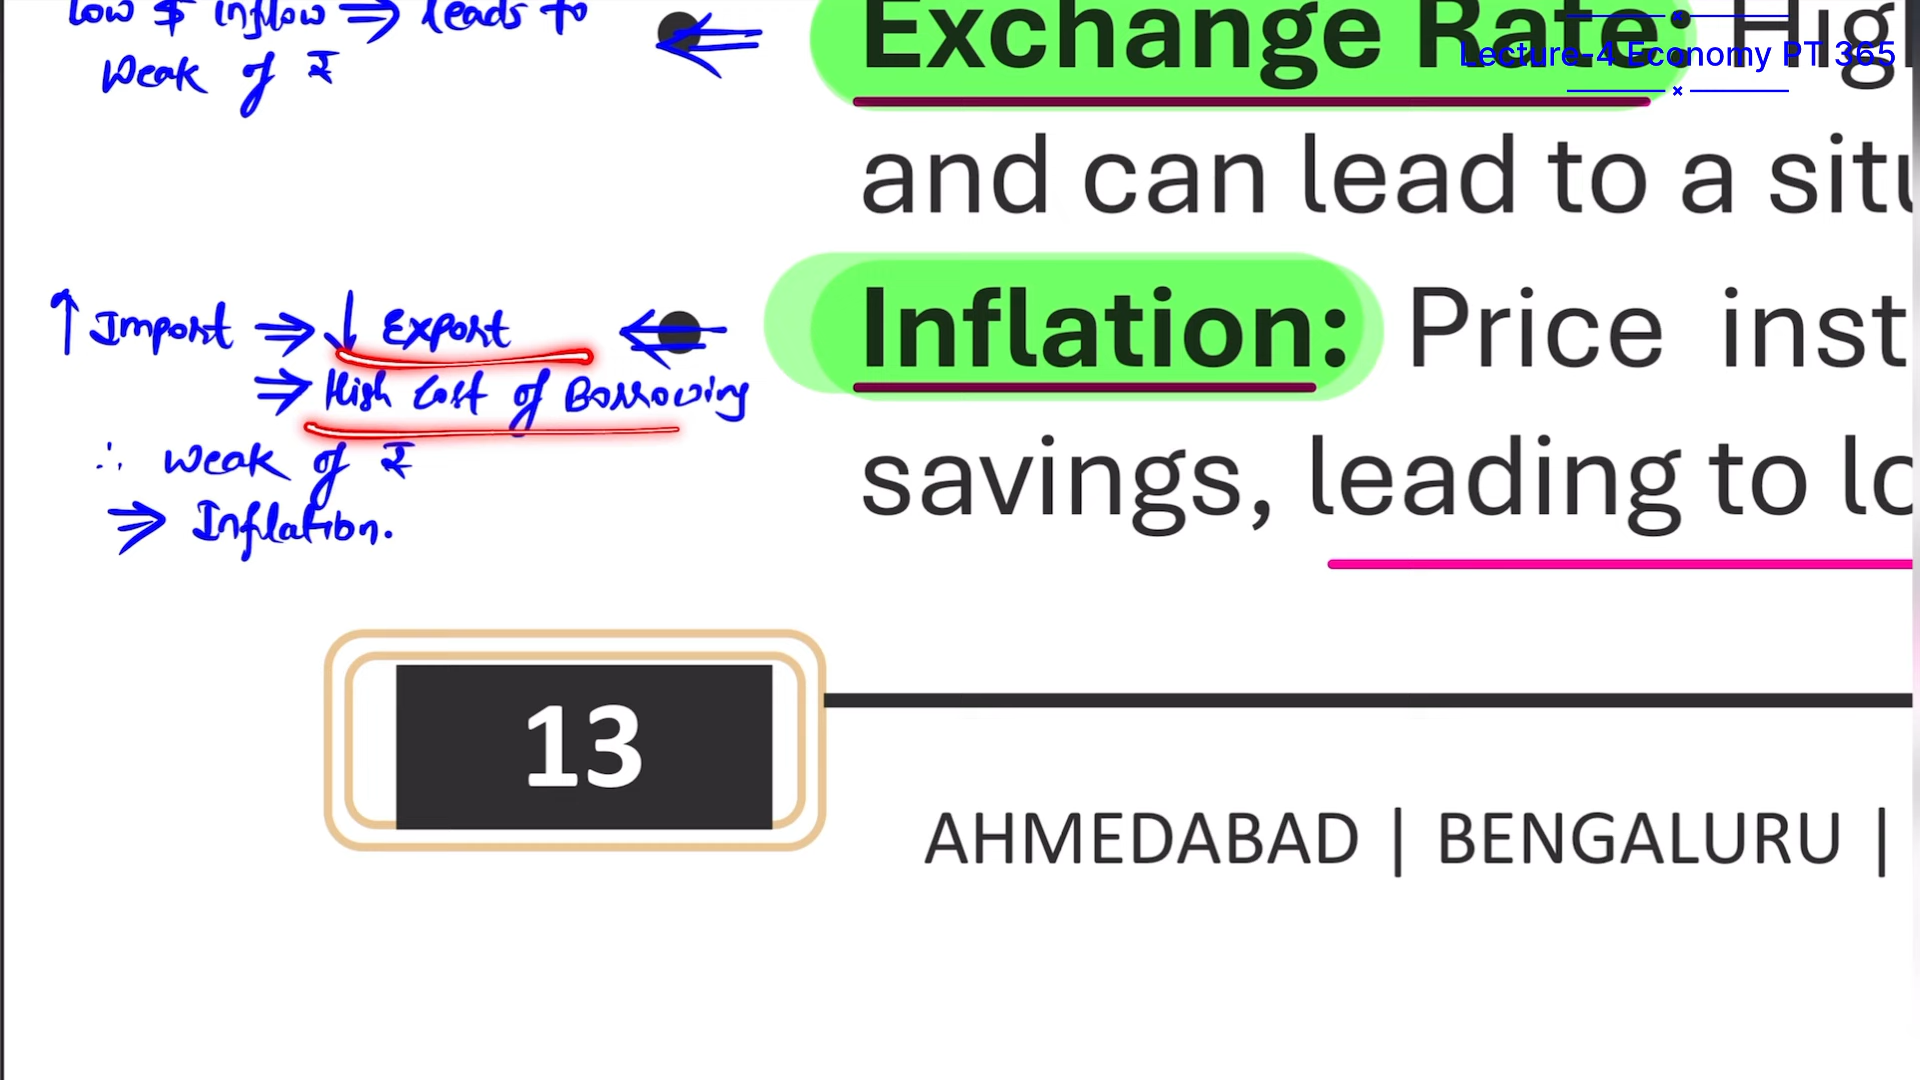 Low $ inflow ⇒ leads to
Weak of ₹
Exchange Rate: Hig
Lecture-4 Economy PT 365
and can lead to a situ
↑ Import ⇒ ↓ Export
⇒ High Cost of Borrowing
∴ Weak of ₹
⇒ Inflation.
Inflation: Price inst
savings, leading to lo
13
AHMEDABAD | BENGALURU |